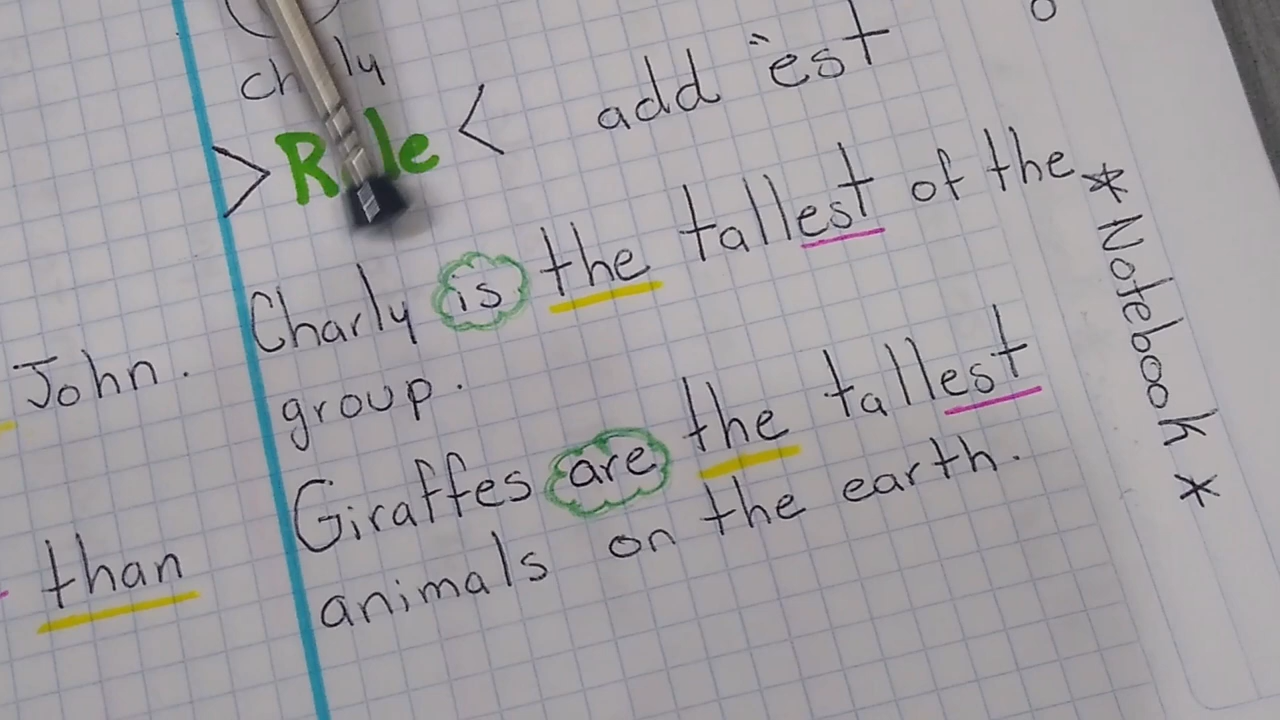 > Rule < add "est
Charly is the tallest of the
group.
Giraffes are the tallest
animals on the earth.
John.
than
* Notebook *